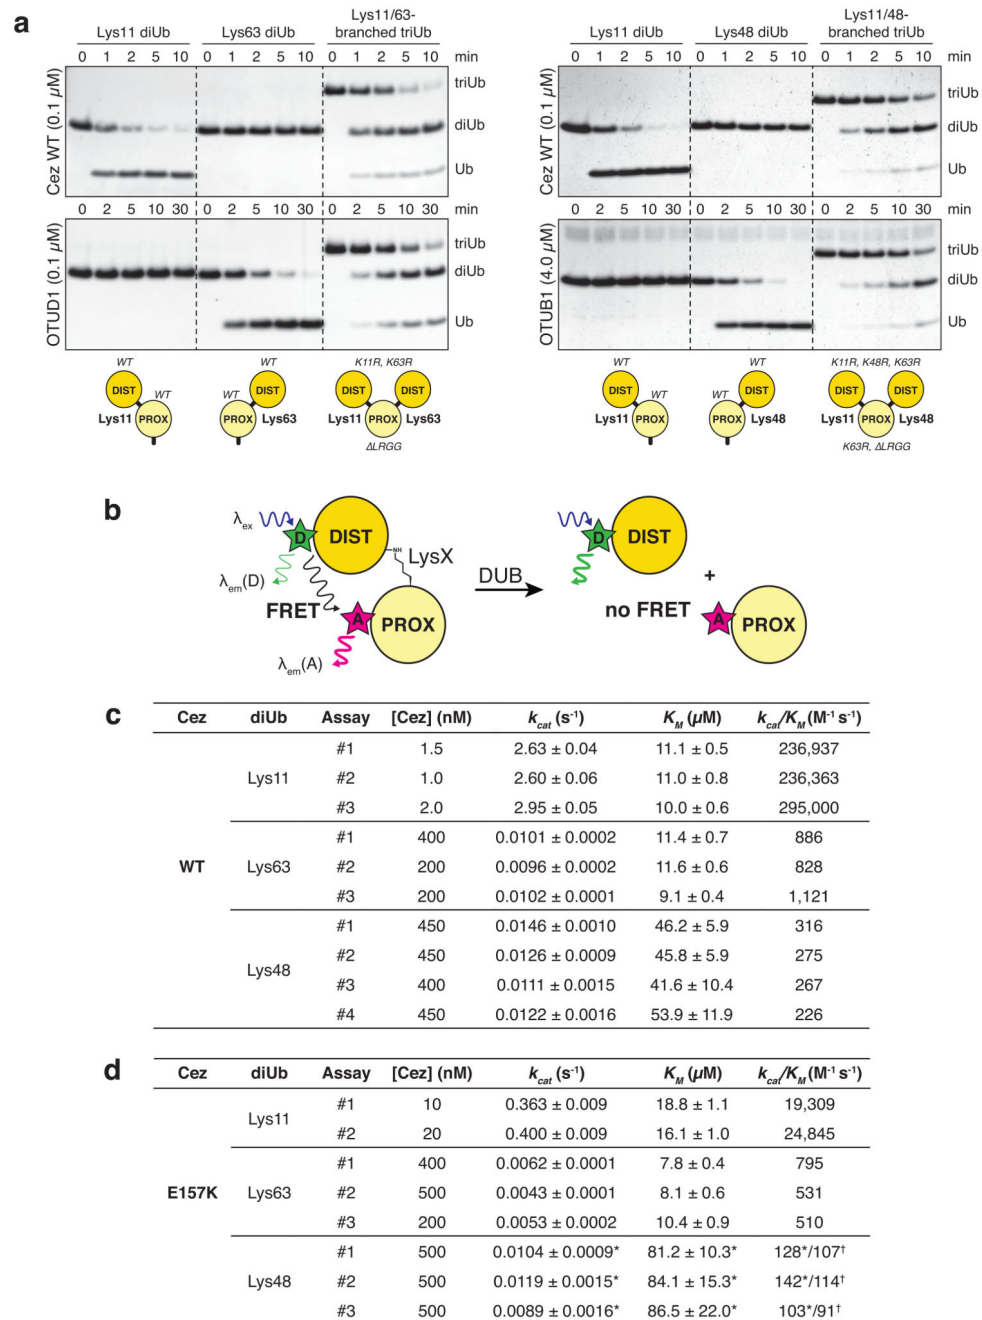 a
Lys11 diUb Lys63 diUb Lys11/63-branched triUb
0 1 2 5 10 0 1 2 5 10 0 1 2 5 10 min
Cez WT (0.1 µM)
triUb
diUb
Ub
0 2 5 10 30 0 2 5 10 30 0 2 5 10 30 min
OTUD1 (0.1 µM)
triUb
diUb
Ub
WT WT K11R, K63R
DIST WT WT DIST DIST DIST
Lys11 PROX PROX Lys63 Lys11 PROX Lys63
ΔLRGG
Lys11 diUb Lys48 diUb Lys11/48-branched triUb
0 1 2 5 10 0 1 2 5 10 0 1 2 5 10 min
Cez WT (0.1 µM)
triUb
diUb
Ub
0 2 5 10 30 0 2 5 10 30 0 2 5 10 30 min
OTUB1 (4.0 µM)
triUb
diUb
Ub
WT WT K11R, K48R, K63R
DIST WT WT DIST DIST DIST
Lys11 PROX PROX Lys48 Lys11 PROX Lys48
K63R, ΔLRGG
b
λex D DIST NH LysX
λem(D)
FRET A PROX
λem(A)
DUB
D DIST
+
no FRET A PROX
c
Cez diUb Assay [Cez] (nM) kcat (s-1) KM (µM) kcat/KM (M-1 s-1)
#1 1.5 2.63 ± 0.04 11.1 ± 0.5 236,937
Lys11 #2 1.0 2.60 ± 0.06 11.0 ± 0.8 236,363
#3 2.0 2.95 ± 0.05 10.0 ± 0.6 295,000
#1 400 0.0101 ± 0.0002 11.4 ± 0.7 886
WT Lys63 #2 200 0.0096 ± 0.0002 11.6 ± 0.6 828
#3 200 0.0102 ± 0.0001 9.1 ± 0.4 1,121
#1 450 0.0146 ± 0.0010 46.2 ± 5.9 316
Lys48 #2 450 0.0126 ± 0.0009 45.8 ± 5.9 275
#3 400 0.0111 ± 0.0015 41.6 ± 10.4 267
#4 450 0.0122 ± 0.0016 53.9 ± 11.9 226
d
Cez diUb Assay [Cez] (nM) kcat (s-1) KM (µM) kcat/KM (M-1 s-1)
Lys11 #1 10 0.363 ± 0.009 18.8 ± 1.1 19,309
#2 20 0.400 ± 0.009 16.1 ± 1.0 24,845
#1 400 0.0062 ± 0.0001 7.8 ± 0.4 795
E157K Lys63 #2 500 0.0043 ± 0.0001 8.1 ± 0.6 531
#3 200 0.0053 ± 0.0002 10.4 ± 0.9 510
#1 500 0.0104 ± 0.0009* 81.2 ± 10.3* 128*/107†
Lys48 #2 500 0.0119 ± 0.0015* 84.1 ± 15.3* 142*/114†
#3 500 0.0089 ± 0.0016* 86.5 ± 22.0* 103*/91†